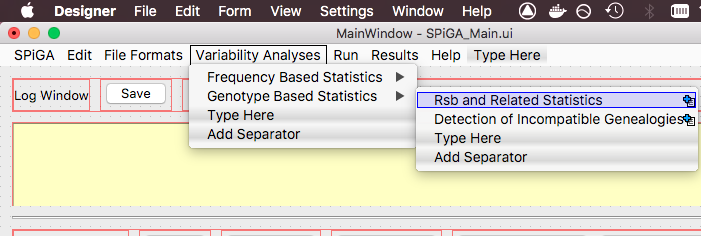 Designer File Edit Form View Settings Window Help
MainWindow - SPiGA_Main.ui
SPiGA Edit File Formats Variability Analyses Run Results Help Type Here
Log Window Save
Frequency Based Statistics
Genotype Based Statistics
Type Here
Add Separator
Rsb and Related Statistics
Detection of Incompatible Genealogies
Type Here
Add Separator